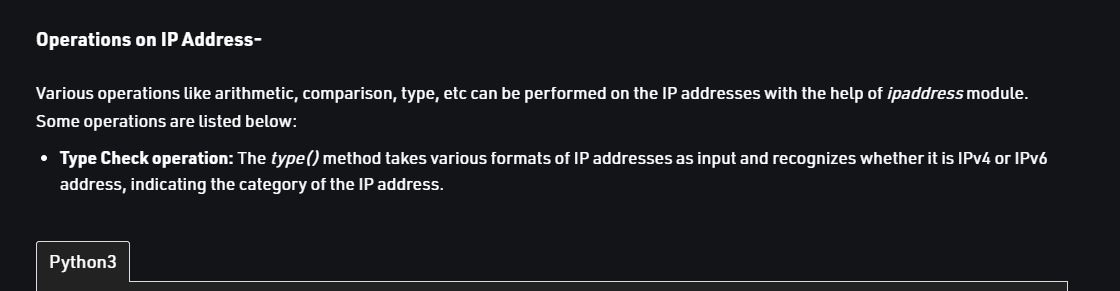 Operations on IP Address-
Various operations like arithmetic, comparison, type, etc can be performed on the IP addresses with the help of ipaddress module.
Some operations are listed below:
• Type Check operation: The type() method takes various formats of IP addresses as input and recognizes whether it is IPv4 or IPv6
address, indicating the category of the IP address.
Python3